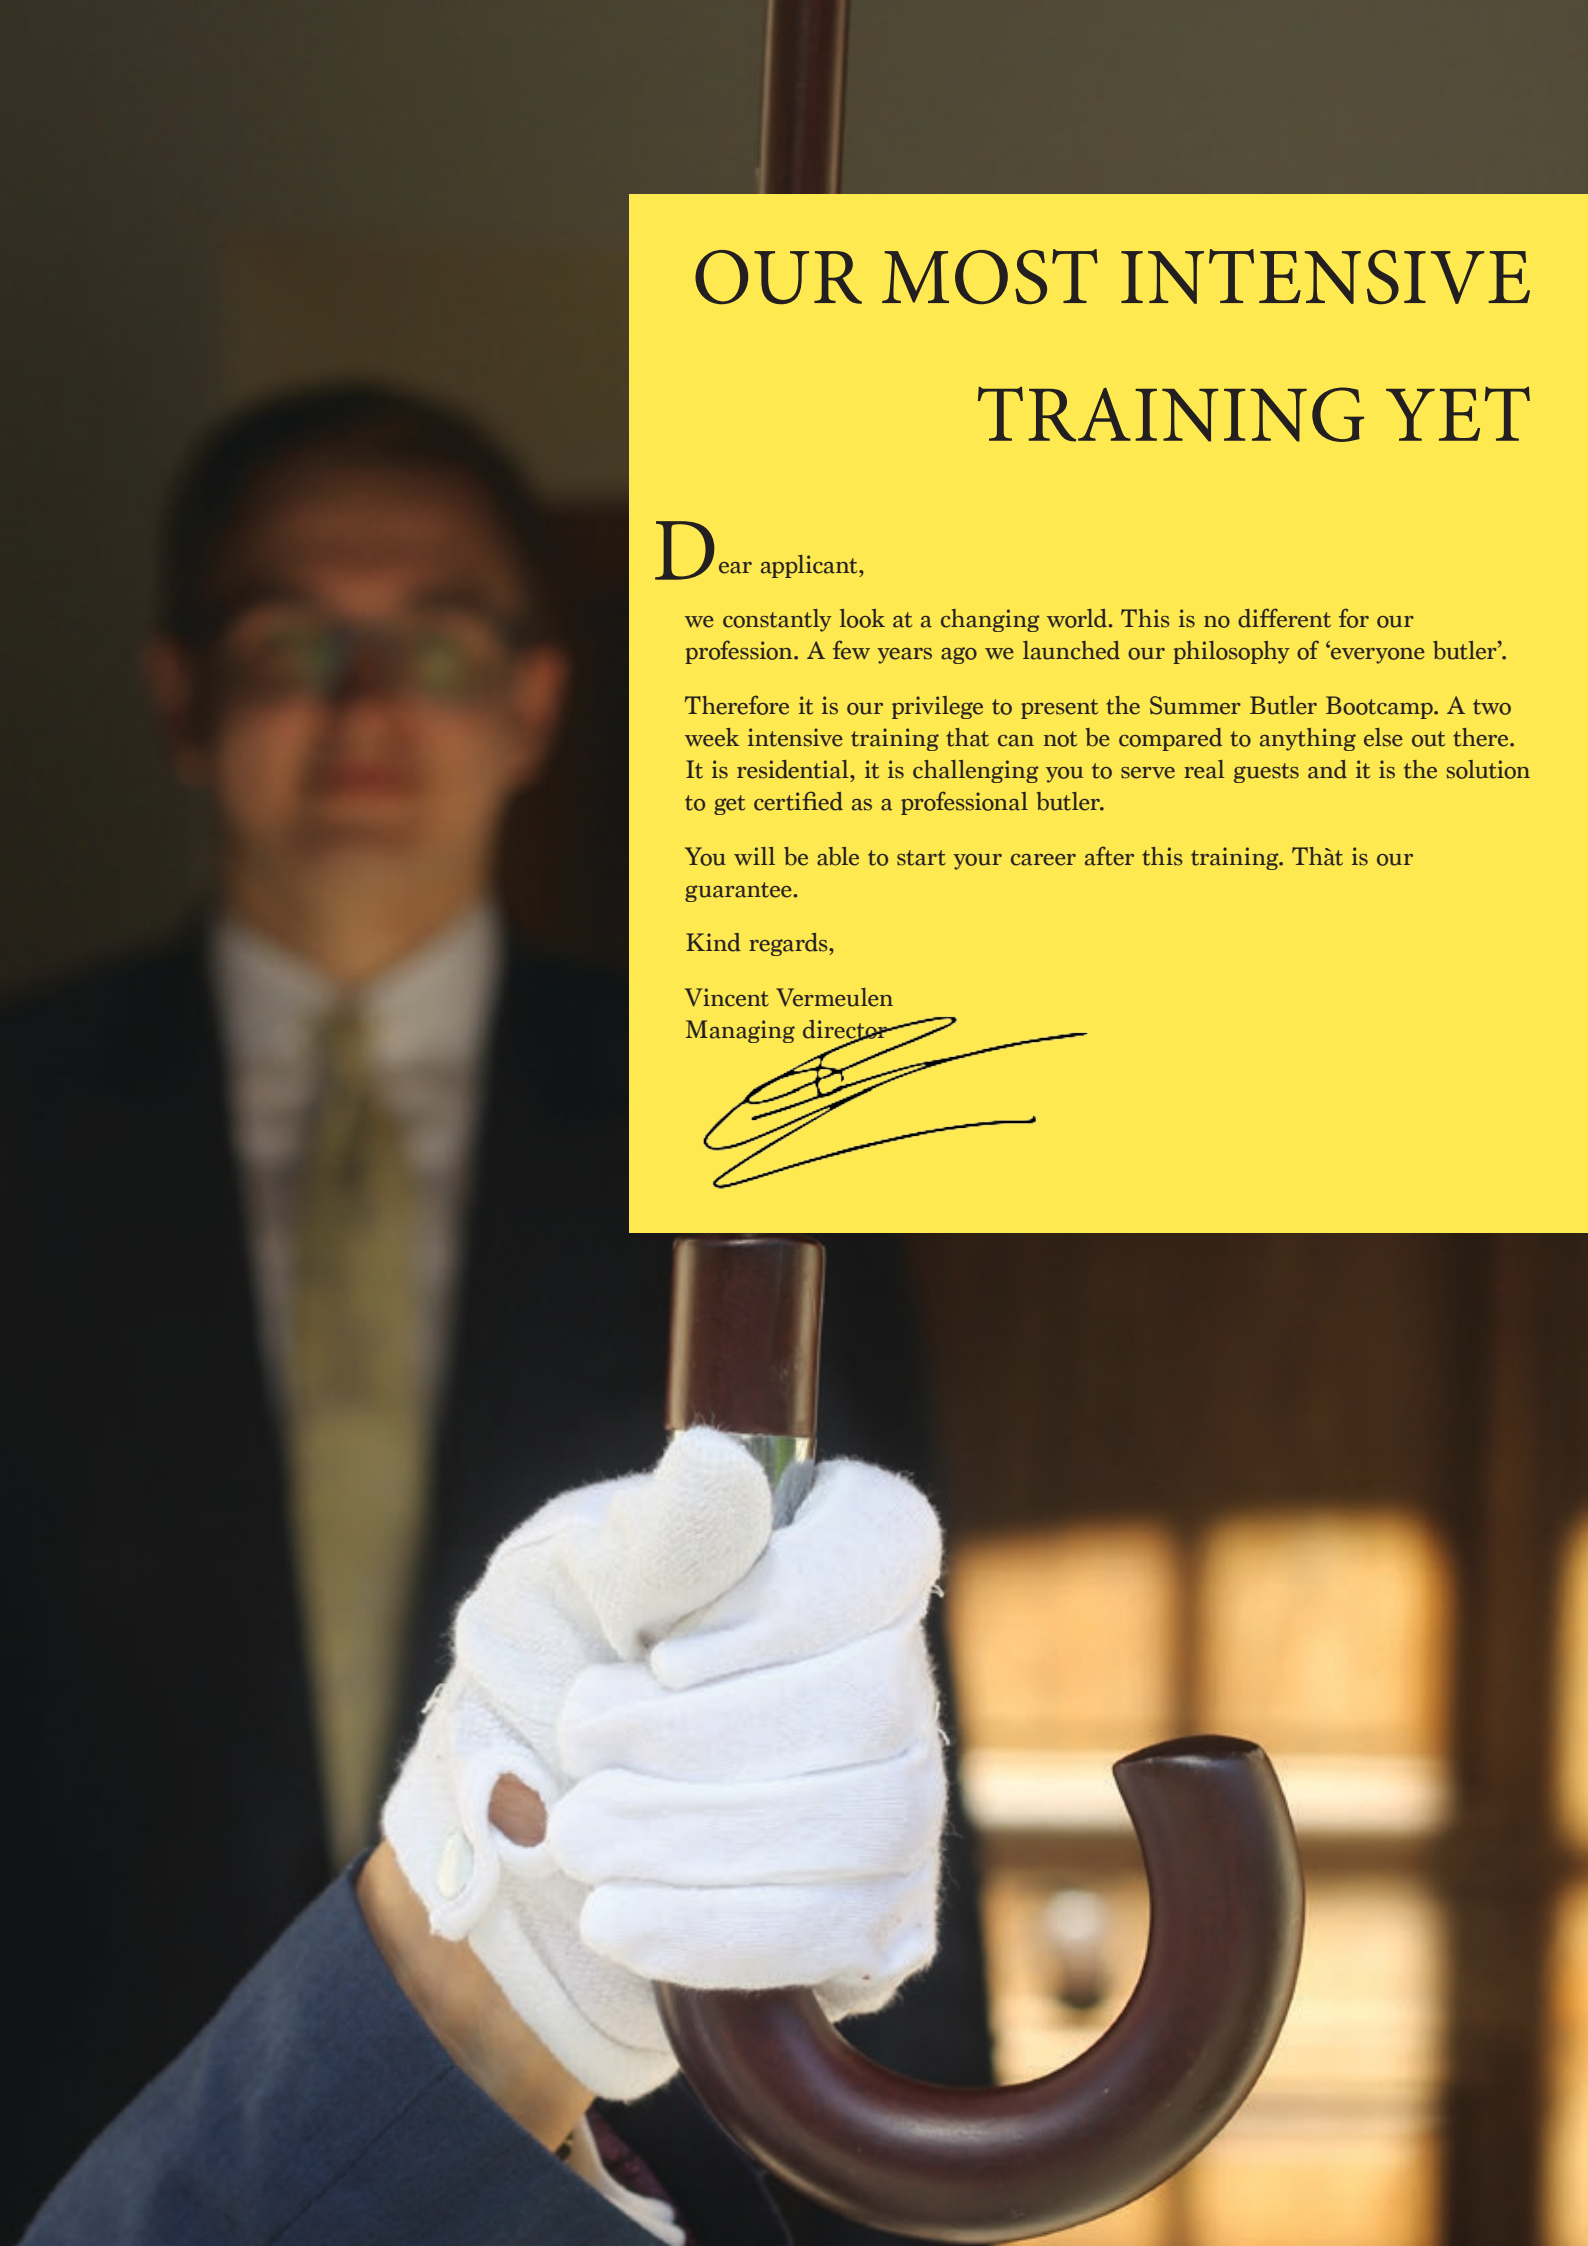 OUR MOST INTENSIVE
TRAINING YET
Dear applicant,
we constantly look at a changing world. This is no different for our
profession. A few years ago we launched our philosophy of ‘everyone butler’.
Therefore it is our privilege to present the Summer Butler Bootcamp. A two
week intensive training that can not be compared to anything else out there.
It is residential, it is challenging you to serve real guests and it is the solution
to get certified as a professional butler.
You will be able to start your career after this training. Thàt is our
guarantee.
Kind regards,
Vincent Vermeulen
Managing director